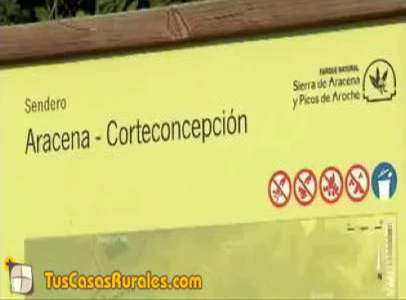 PARQUE NATURAL
Sierra de Aracena
y Picos de Aroche
Sendero
Aracena - Corteconcepción
TusCasasRurales.com